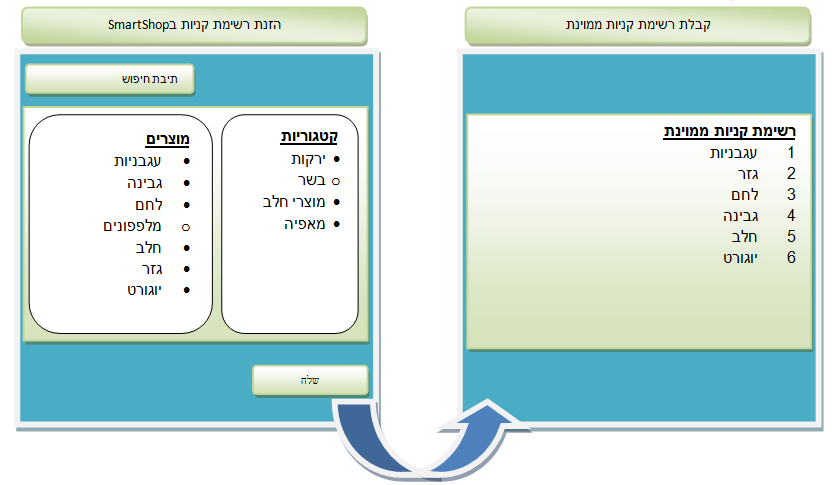 הזנת רשימת קניות בSmartShop
תיבת חיפוש
קטגוריות
• ירקות
o בשר
• מוצרי חלב
• מאפיה
מוצרים
• עגבניות
• גבינה
• לחם
o מלפפונים
• חלב
• גזר
• יוגורט
שלח
קבלת רשימת קניות ממוינת
רשימת קניות ממוינת
1 עגבניות
2 גזר
3 לחם
4 גבינה
5 חלב
6 יוגורט